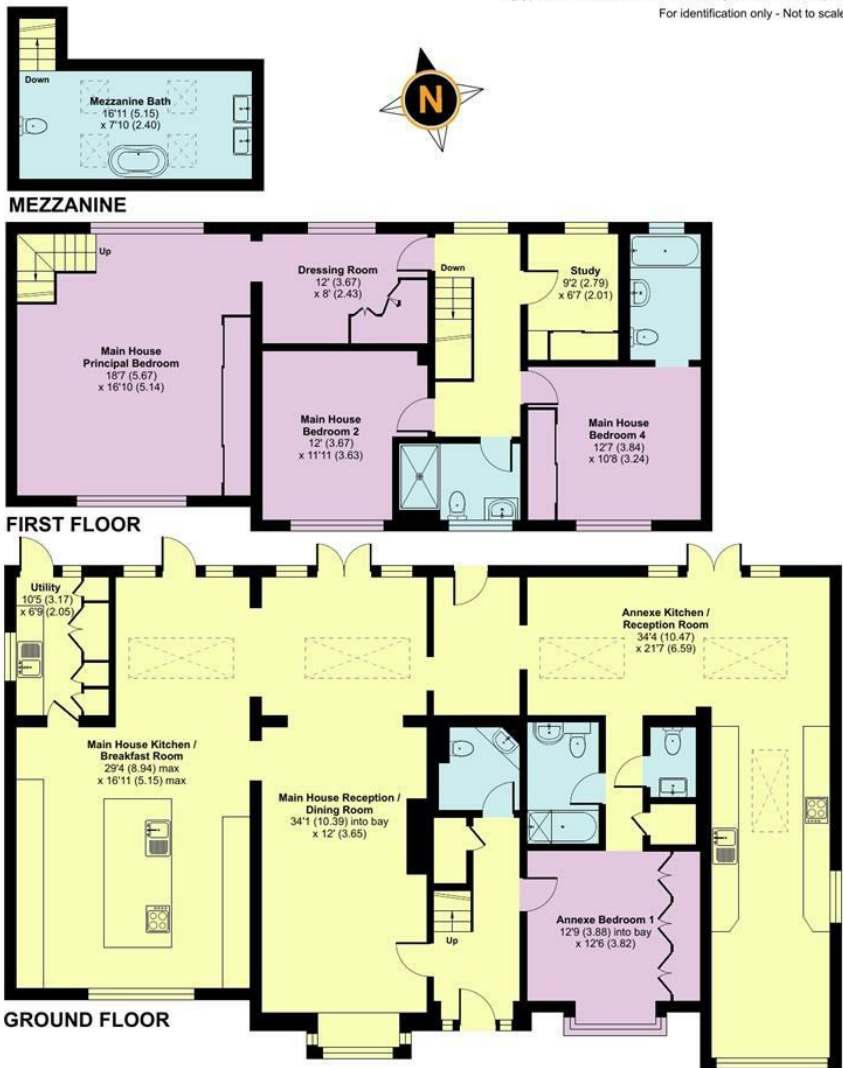 For identification only - Not to scale
N
Down
Mezzanine Bath
16'11 (5.15)
x 7'10 (2.40)
MEZZANINE
Up
Dressing Room
12' (3.67)
x 8' (2.43)
Down
Study
9'2 (2.79)
x 6'7 (2.01)
Main House
Principal Bedroom
18'7 (5.67)
x 16'10 (5.14)
Main House
Bedroom 2
12' (3.67)
x 11'11 (3.63)
Main House
Bedroom 4
12'7 (3.84)
x 10'8 (3.24)
FIRST FLOOR
Utility
10'5 (3.17)
x 6'9 (2.05)
Annexe Kitchen /
Reception Room
34'4 (10.47)
x 21'7 (6.59)
Main House Kitchen /
Breakfast Room
29'4 (8.94) max
x 16'11 (5.15) max
Main House Reception /
Dining Room
34'1 (10.39) into bay
x 12' (3.65)
Up
Annexe Bedroom 1
12'9 (3.88) into bay
x 12'6 (3.82)
GROUND FLOOR